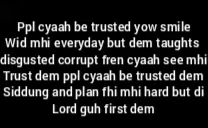 Ppl cyaah be trusted yow smile
Wid mhi everyday but dem taughts
disgusted corrupt fren cyaah see mhi
Trust dem ppl cyaah be trusted dem
Siddung and plan fhi mhi hard but di
Lord guh first dem